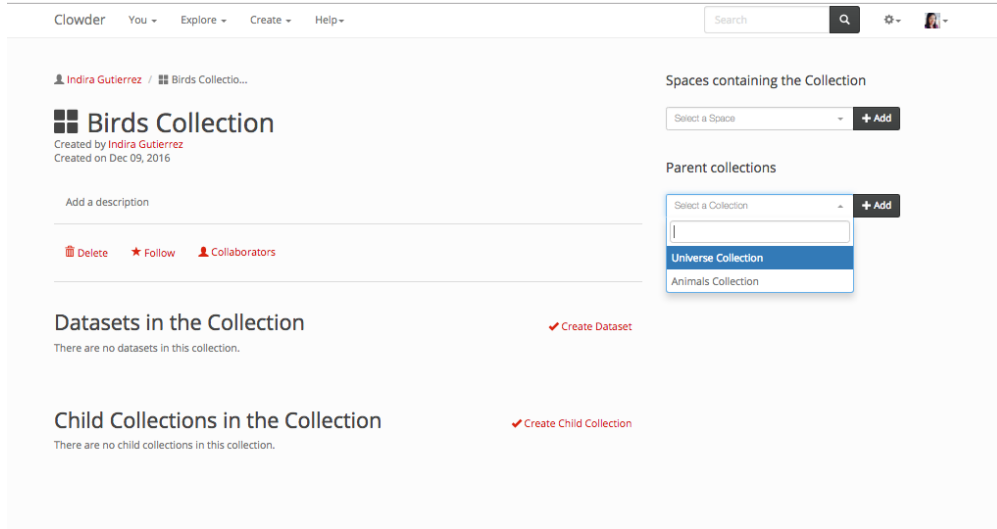 Clowder You Explore Create Help Search
Indira Gutierrez / Birds Collectio...
Birds Collection
Created by Indira Gutierrez
Created on Dec 09, 2016
Add a description
Delete Follow Collaborators
Datasets in the Collection
Create Dataset
There are no datasets in this collection.
Child Collections in the Collection
Create Child Collection
There are no child collections in this collection.
Spaces containing the Collection
Select a Space + Add
Parent collections
Select a Collection + Add
Universe Collection
Animals Collection